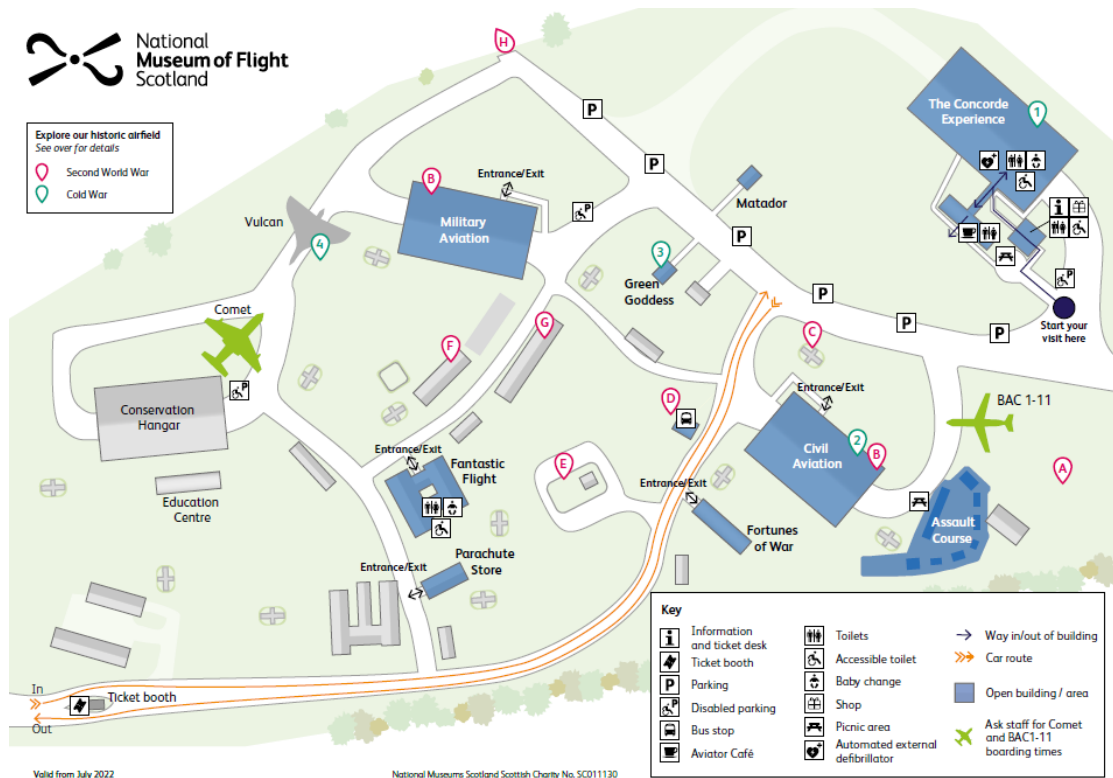 National
Museum of Flight
Scotland
Explore our historic airfield
See over for details
Second World War
Cold War
H
P
P
P
P
P
P
The Concorde
Experience
1
i
P
Start your
visit here
B
Entrance/Exit
Military
Aviation
P
Matador
Vulcan
4
3
Green
Goddess
Comet
P
Conservation
Hangar
Education
Centre
F
G
C
D
E
Entrance/Exit
Civil
Aviation
2
B
BAC 1-11
A
Entrance/Exit
Fantastic
Flight
Entrance/Exit
Fortunes
of War
Assault
Course
Parachute
Store
Entrance/Exit
In
Out
Ticket booth
Key
i
Information
and ticket desk
Ticket booth
P
Parking
P
Disabled parking
Bus stop
Aviator Café
Toilets
Accessible toilet
Baby change
Shop
Picnic area
Automated external
defibrillator
Way in/out of building
Car route
Open building / area
Ask staff for Comet
and BAC1-11
boarding times
Valid from July 2022
National Museums Scotland Scottish Charity No. SC011130